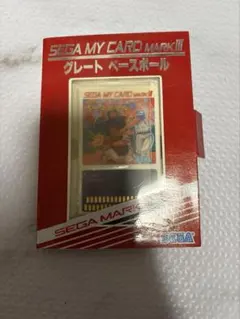 SEGA MY CARD MARK III
グレート ベースボール
SEGA MY CARD MARK III
SEGA MARK
SEGA